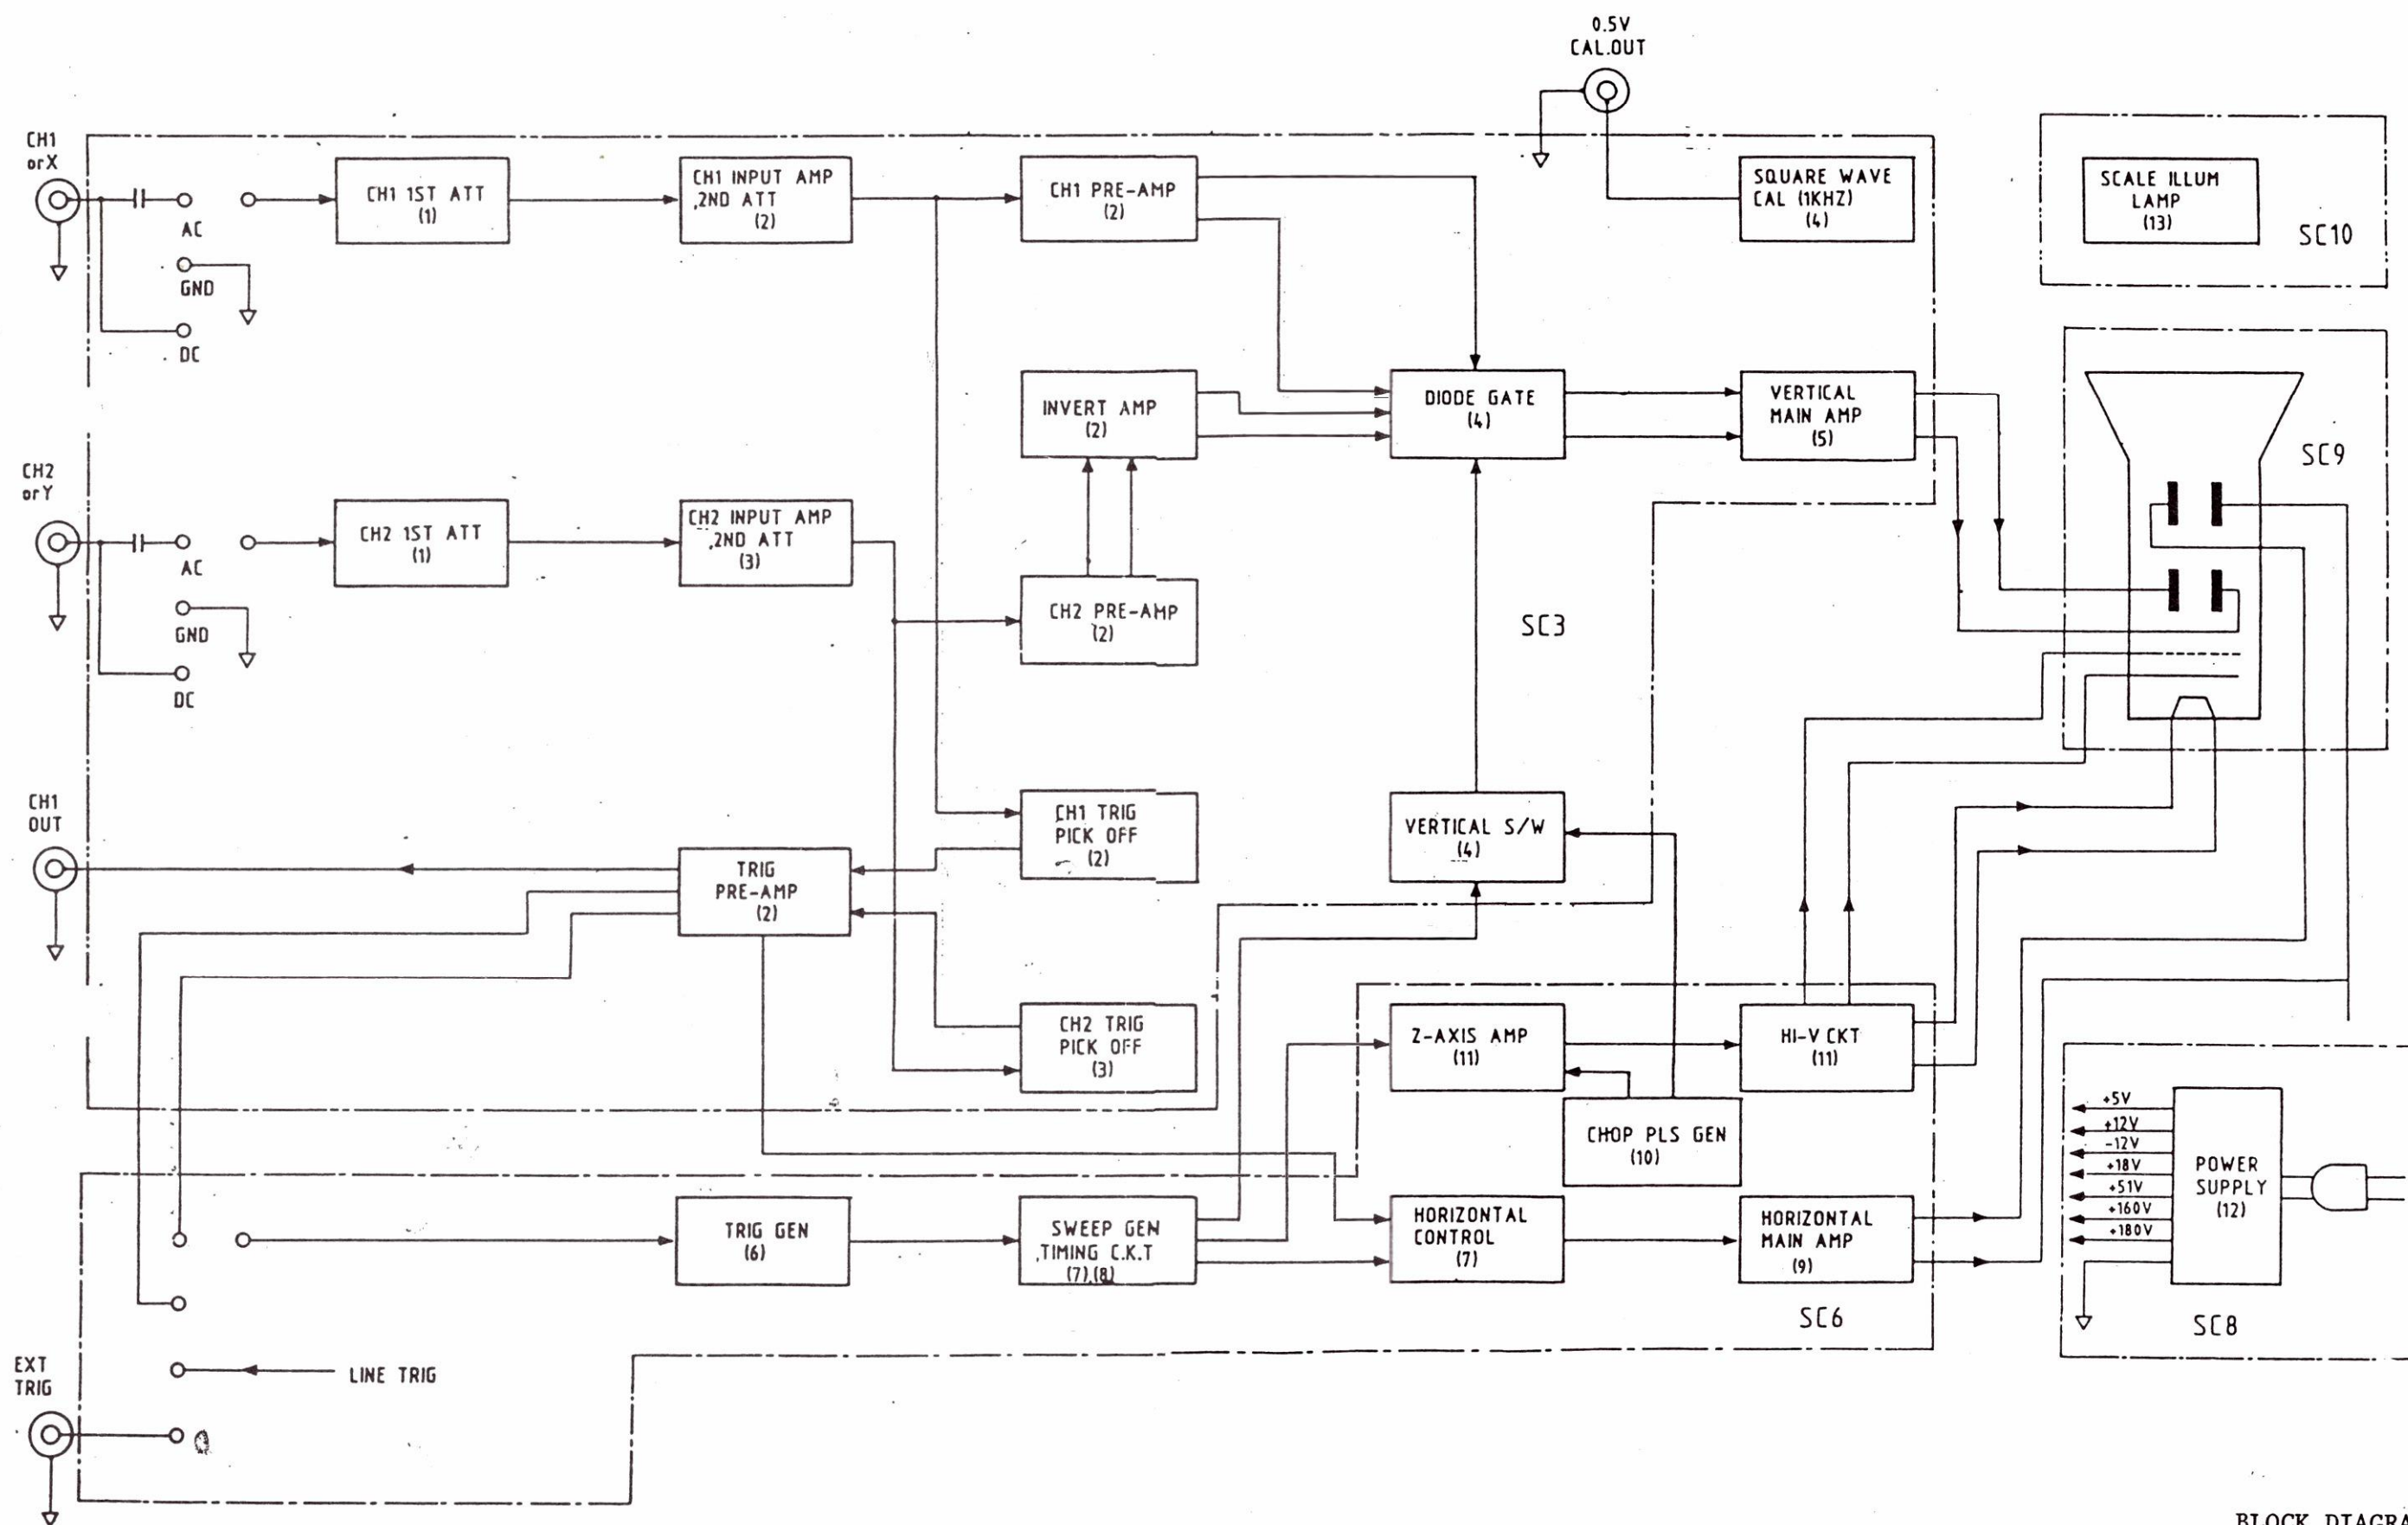 0.5V
CAL.OUT
CH1
orX
AC
GND
DC
CH1 1ST ATT
(1)
CH1 INPUT AMP
,2ND ATT
(2)
CH1 PRE-AMP
(2)
SQUARE WAVE
CAL (1KHZ)
(4)
SCALE ILLUM
LAMP
(13)
SC10
INVERT AMP
(2)
DIODE GATE
(4)
VERTICAL
MAIN AMP
(5)
SC9
CH2
orY
AC
GND
DC
CH2 1ST ATT
(1)
CH2 INPUT AMP
,2ND ATT
(3)
CH2 PRE-AMP
(2)
SC3
CH1
OUT
TRIG
PRE-AMP
(2)
CH1 TRIG
PICK OFF
(2)
VERTICAL S/W
(4)
CH2 TRIG
PICK OFF
(3)
Z-AXIS AMP
(11)
HI-V CKT
(11)
CHOP PLS GEN
(10)
+5V
+12V
-12V
+18V
+51V
+160V
+180V
POWER
SUPPLY
(12)
SC8
TRIG GEN
(6)
SWEEP GEN
,TIMING C.K.T
(7),(8)
HORIZONTAL
CONTROL
(7)
HORIZONTAL
MAIN AMP
(9)
SC6
LINE TRIG
EXT
TRIG
BLOCK DIAGRA